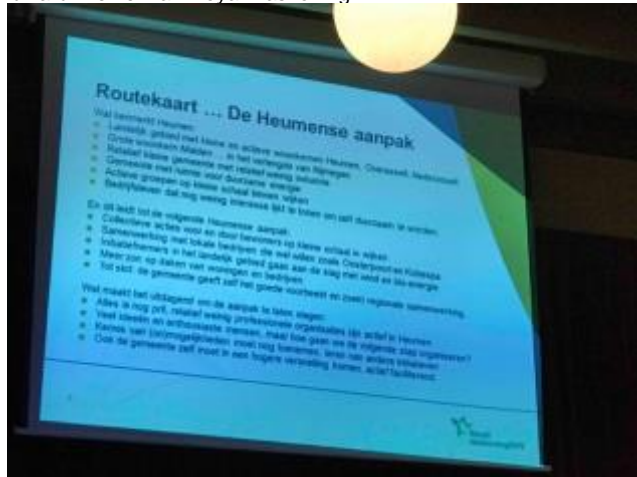 Routekaart … De Heumense aanpak
Wat kenmerkt Heumen:
Landelijk gebied met kleine en actieve woonkernen Heumen, Overasselt, Nederasselt
Grote woonkern Malden … in het verlengde van Nijmegen
Relatief kleine gemeente met relatief weinig industrie
Gemeente met ruimte voor duurzame energie
Actieve groepen op kleine schaal binnen wijken
Bedrijfsleven dat nog weinig interesse lijkt te tonen om zelf duurzaam te worden
En dit leidt tot de volgende Heumense aanpak:
Collectieve acties voor en door bewoners op kleine schaal in wijken
Samenwerking met lokale bedrijven die wel willen zoals Oosterpoort en
Initiatiefnemers in het landelijk gebied gaan aan de slag met wind en bio-energie
Meer zon op daken van woningen en bedrijven
Tot slot: de gemeente geeft zelf het goede voorbeeld en zoekt regionale samenwerking
Wat maakt het uitdagend om de aanpak te laten slagen:
Alles is nog pril, relatief weinig professionele organisaties zijn actief in Heumen
Veel ideeën en enthousiaste mensen, maar hoe gaan we de volgende stap organiseren?
Kennis van (on)mogelijkheden moet nog toenemen, leren van andere initiatieven
Ook de gemeente zelf moet in een hogere versnelling komen, actief faciliterend